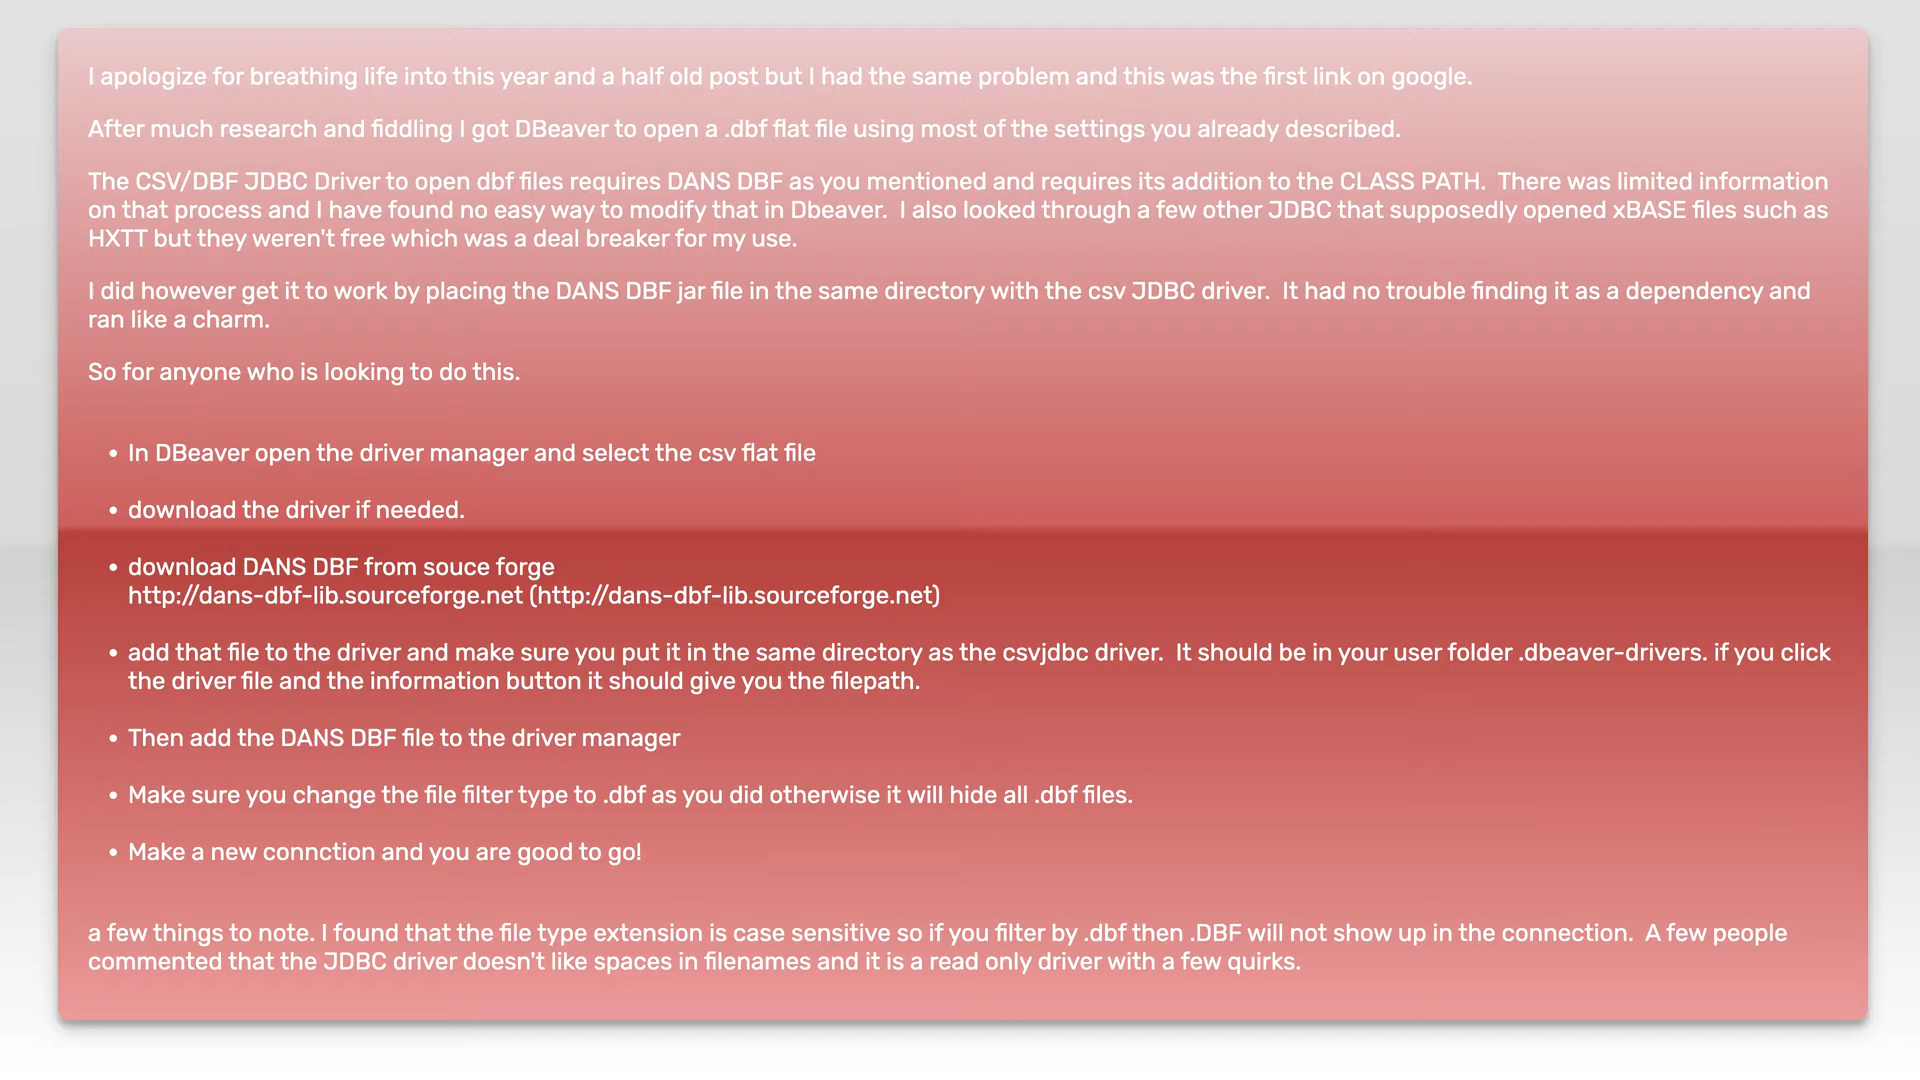 I apologize for breathing life into this year and a half old post but I had the same problem and this was the first link on google.
After much research and fiddling I got DBeaver to open a .dbf flat file using most of the settings you already described.
The CSV/DBF JDBC Driver to open dbf files requires DANS DBF as you mentioned and requires its addition to the CLASS PATH.  There was limited information
on that process and I have found no easy way to modify that in Dbeaver.  I also looked through a few other JDBC that supposedly opened xBASE files such as
HXTT but they weren't free which was a deal breaker for my use.
I did however get it to work by placing the DANS DBF jar file in the same directory with the csv JDBC driver.  It had no trouble finding it as a dependency and
ran like a charm.
So for anyone who is looking to do this.
• In DBeaver open the driver manager and select the csv flat file
• download the driver if needed.
• download DANS DBF from souce forge
http://dans-dbf-lib.sourceforge.net (http://dans-dbf-lib.sourceforge.net)
• add that file to the driver and make sure you put it in the same directory as the csvjdbc driver.  It should be in your user folder .dbeaver-drivers. if you click
the driver file and the information button it should give you the filepath.
• Then add the DANS DBF file to the driver manager
• Make sure you change the file filter type to .dbf as you did otherwise it will hide all .dbf files.
• Make a new connction and you are good to go!
a few things to note. I found that the file type extension is case sensitive so if you filter by .dbf then .DBF will not show up in the connection.  A few people
commented that the JDBC driver doesn't like spaces in filenames and it is a read only driver with a few quirks.